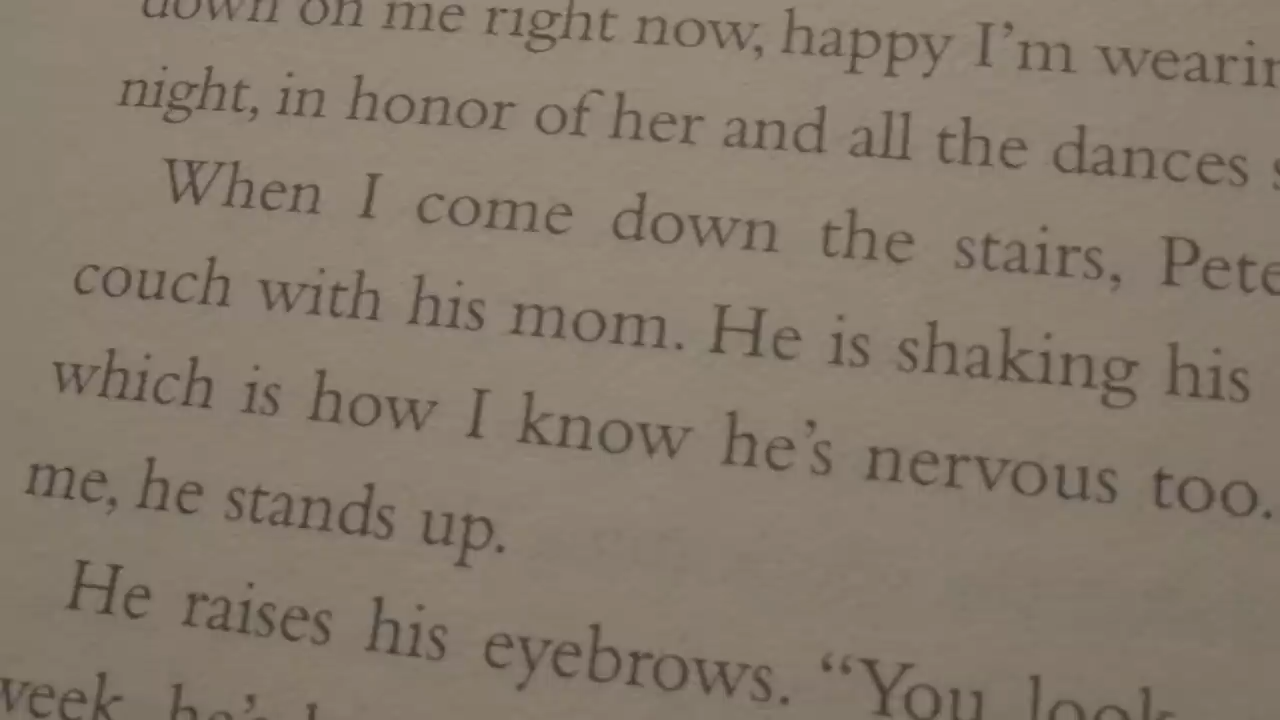 down on me right now, happy I'm
night, in honor of her and all the dances
When I come down the stairs,
couch with his mom. He is shaking his
which is how I know he's nervous too.
me, he stands up.
He raises his eyebrows. “You look
week he's